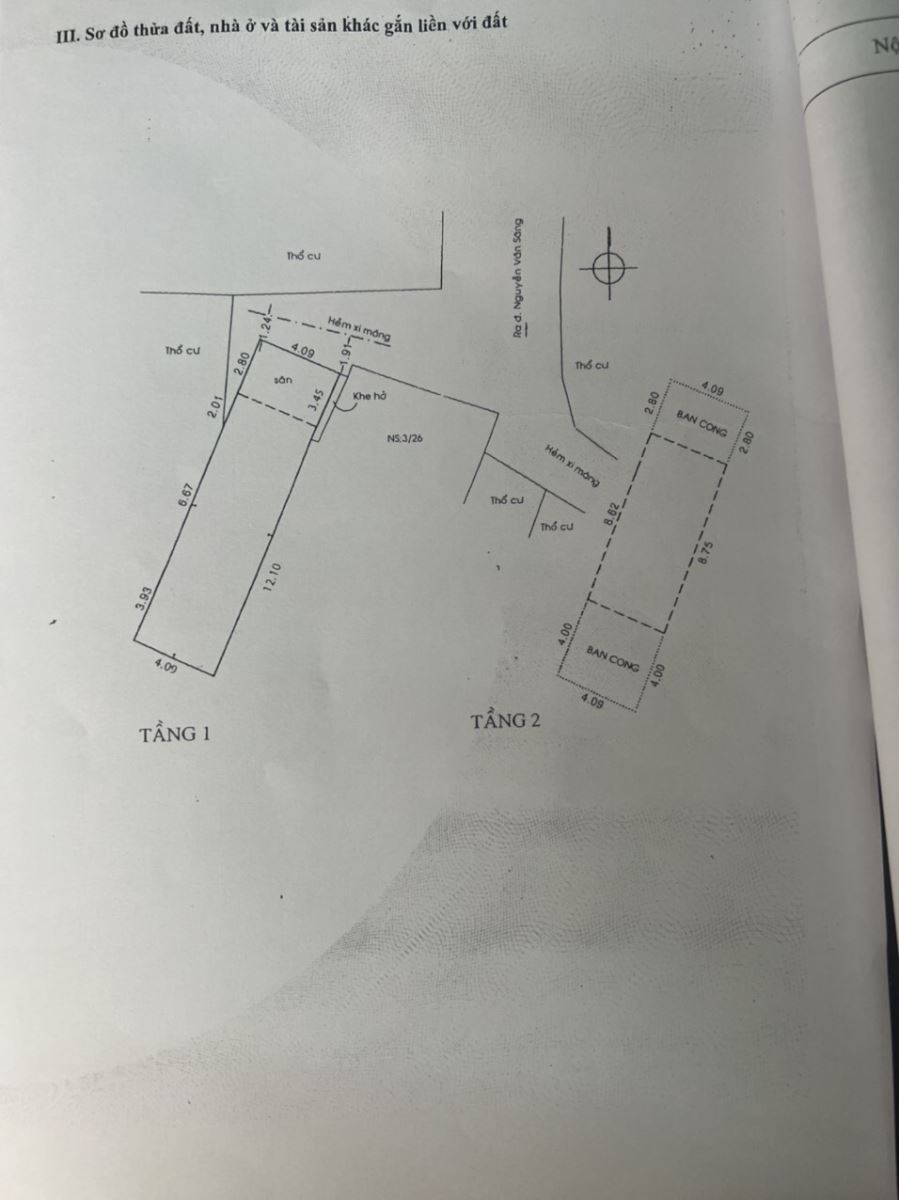 III. Sơ đồ thửa đất, nhà ở và tài sản khác gắn liền với đất
Nộ
Thổ cư
Ra đ. Nguyễn Văn Săng
Thổ cư
1.24
Hẻm xi măng
1.91
4.09
2.80
sân
3.45
Khe hở
2.01
NS:3/26
Thổ cư
Hẻm xi măng
Thổ cư
Thổ cư
6.67
12.10
3.93
4.09
TẦNG 1
4.09
2.80
BAN CONG
2.80
8.62
8.75
4.00
BAN CONG
4.00
4.09
TẦNG 2